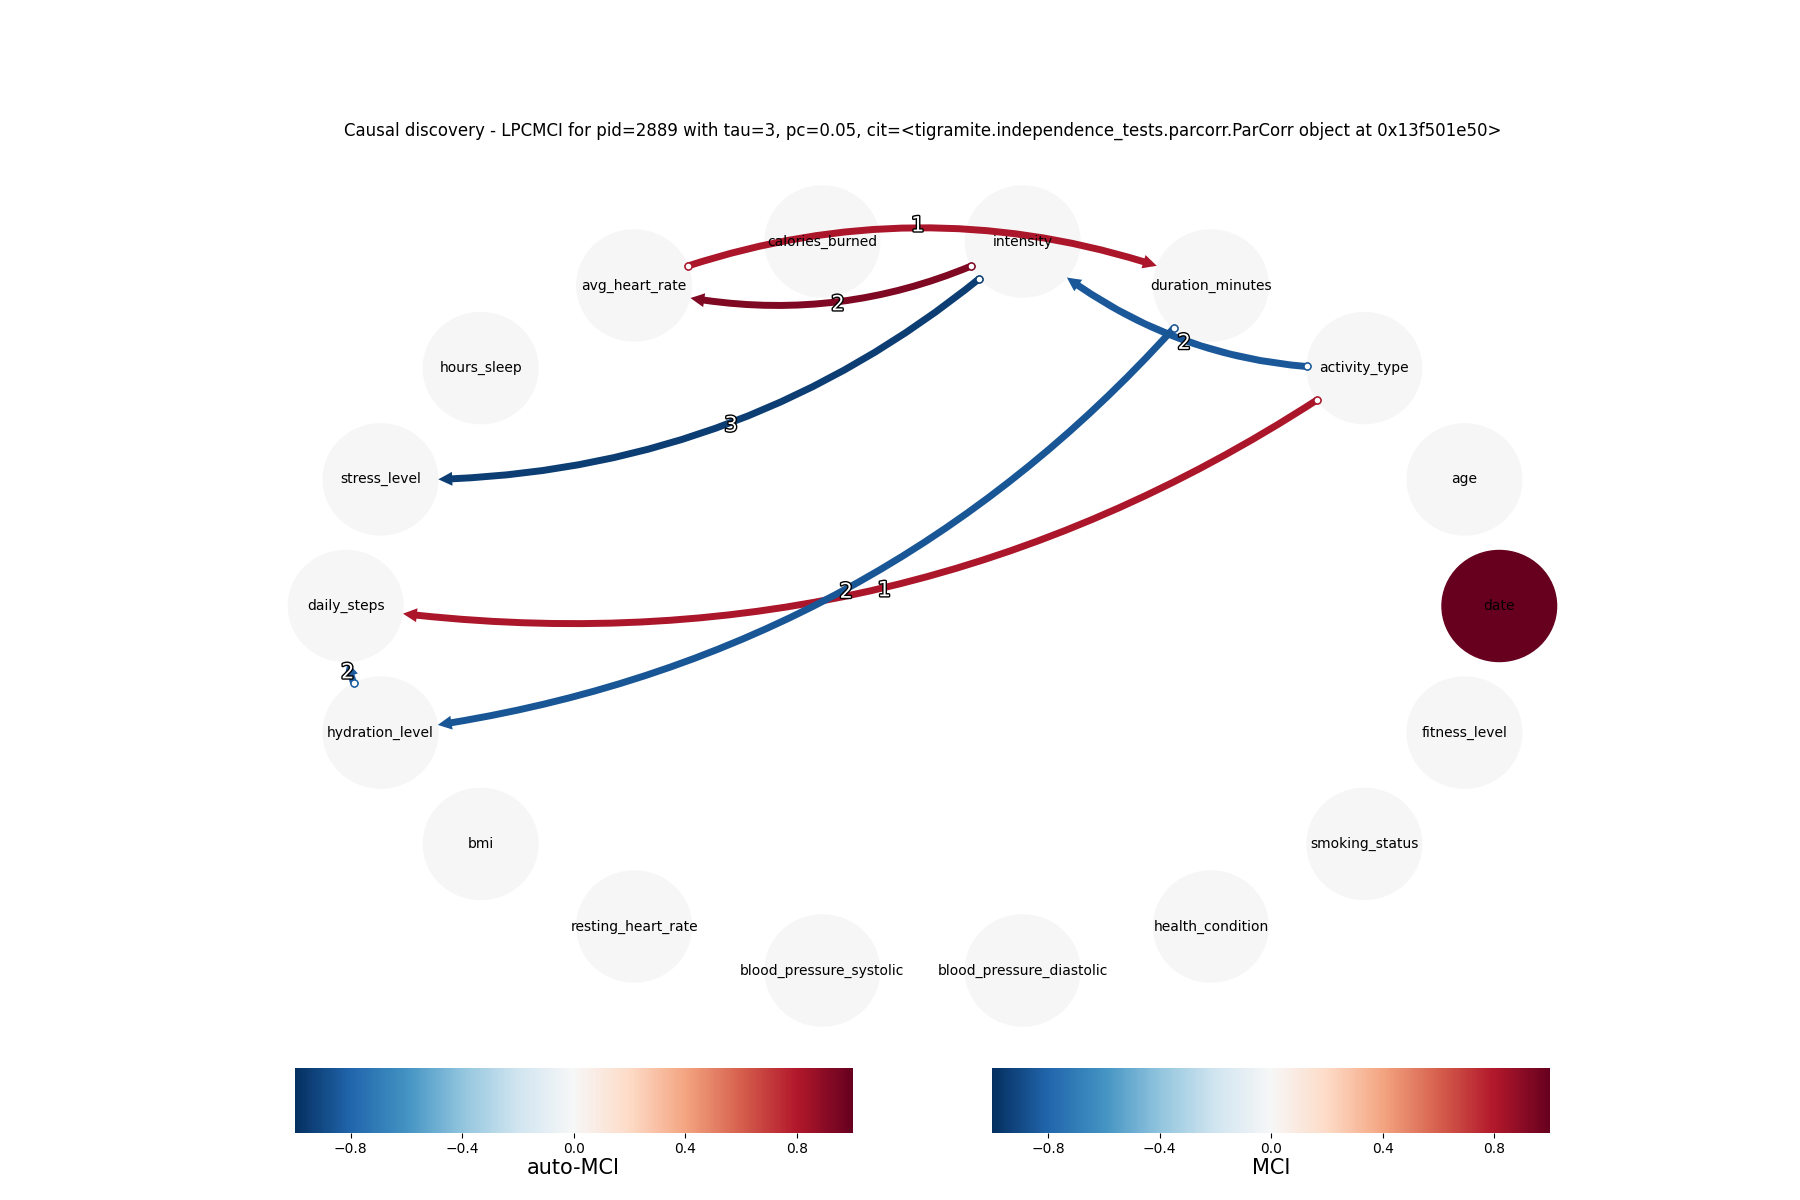 Causal discovery - LPCMCI for pid=2889 with tau=3, pc=0.05, cit=<tigramite.independence_tests.parcorr.ParCorr object at 0x13f501e50>
1
calories_burned
intensity
avg_heart_rate
2
duration_minutes
2
hours_sleep
activity_type
3
stress_level
age
2
1
daily_steps
date
2
hydration_level
fitness_level
bmi
smoking_status
resting_heart_rate
health_condition
blood_pressure_systolic
blood_pressure_diastolic
−0.8 −0.4 0.0 0.4 0.8
auto-MCI
−0.8 −0.4 0.0 0.4 0.8
MCI